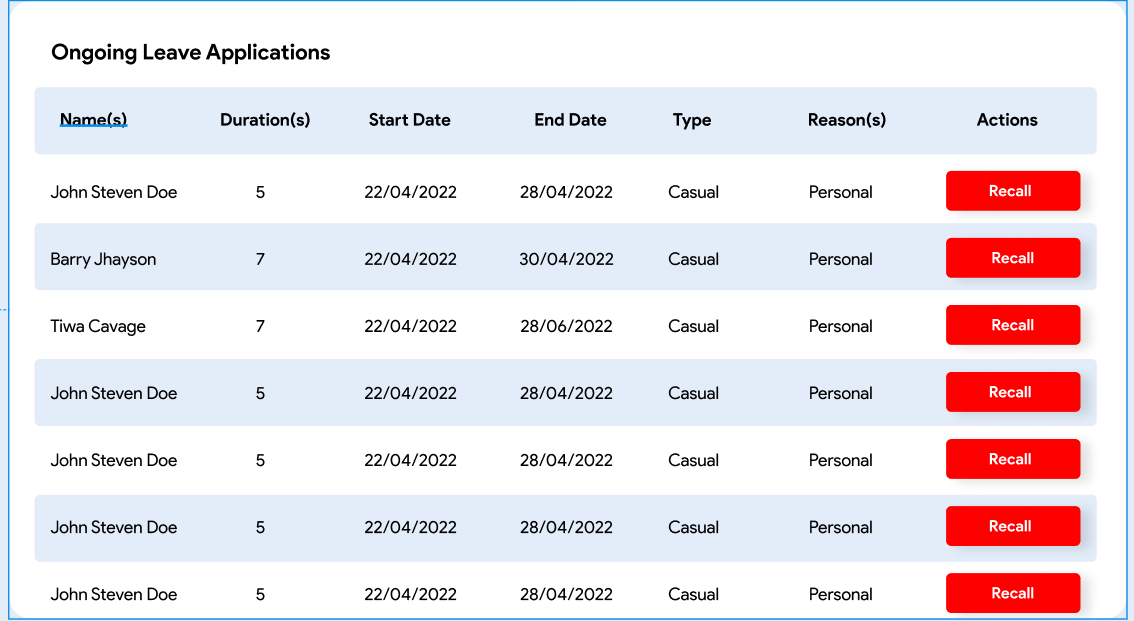 Ongoing Leave Applications
Name(s) Duration(s) Start Date End Date Type Reason(s) Actions
John Steven Doe 5 22/04/2022 28/04/2022 Casual Personal Recall
Barry Jhayson 7 22/04/2022 30/04/2022 Casual Personal Recall
Tiwa Cavage 7 22/04/2022 28/06/2022 Casual Personal Recall
John Steven Doe 5 22/04/2022 28/04/2022 Casual Personal Recall
John Steven Doe 5 22/04/2022 28/04/2022 Casual Personal Recall
John Steven Doe 5 22/04/2022 28/04/2022 Casual Personal Recall
John Steven Doe 5 22/04/2022 28/04/2022 Casual Personal Recall